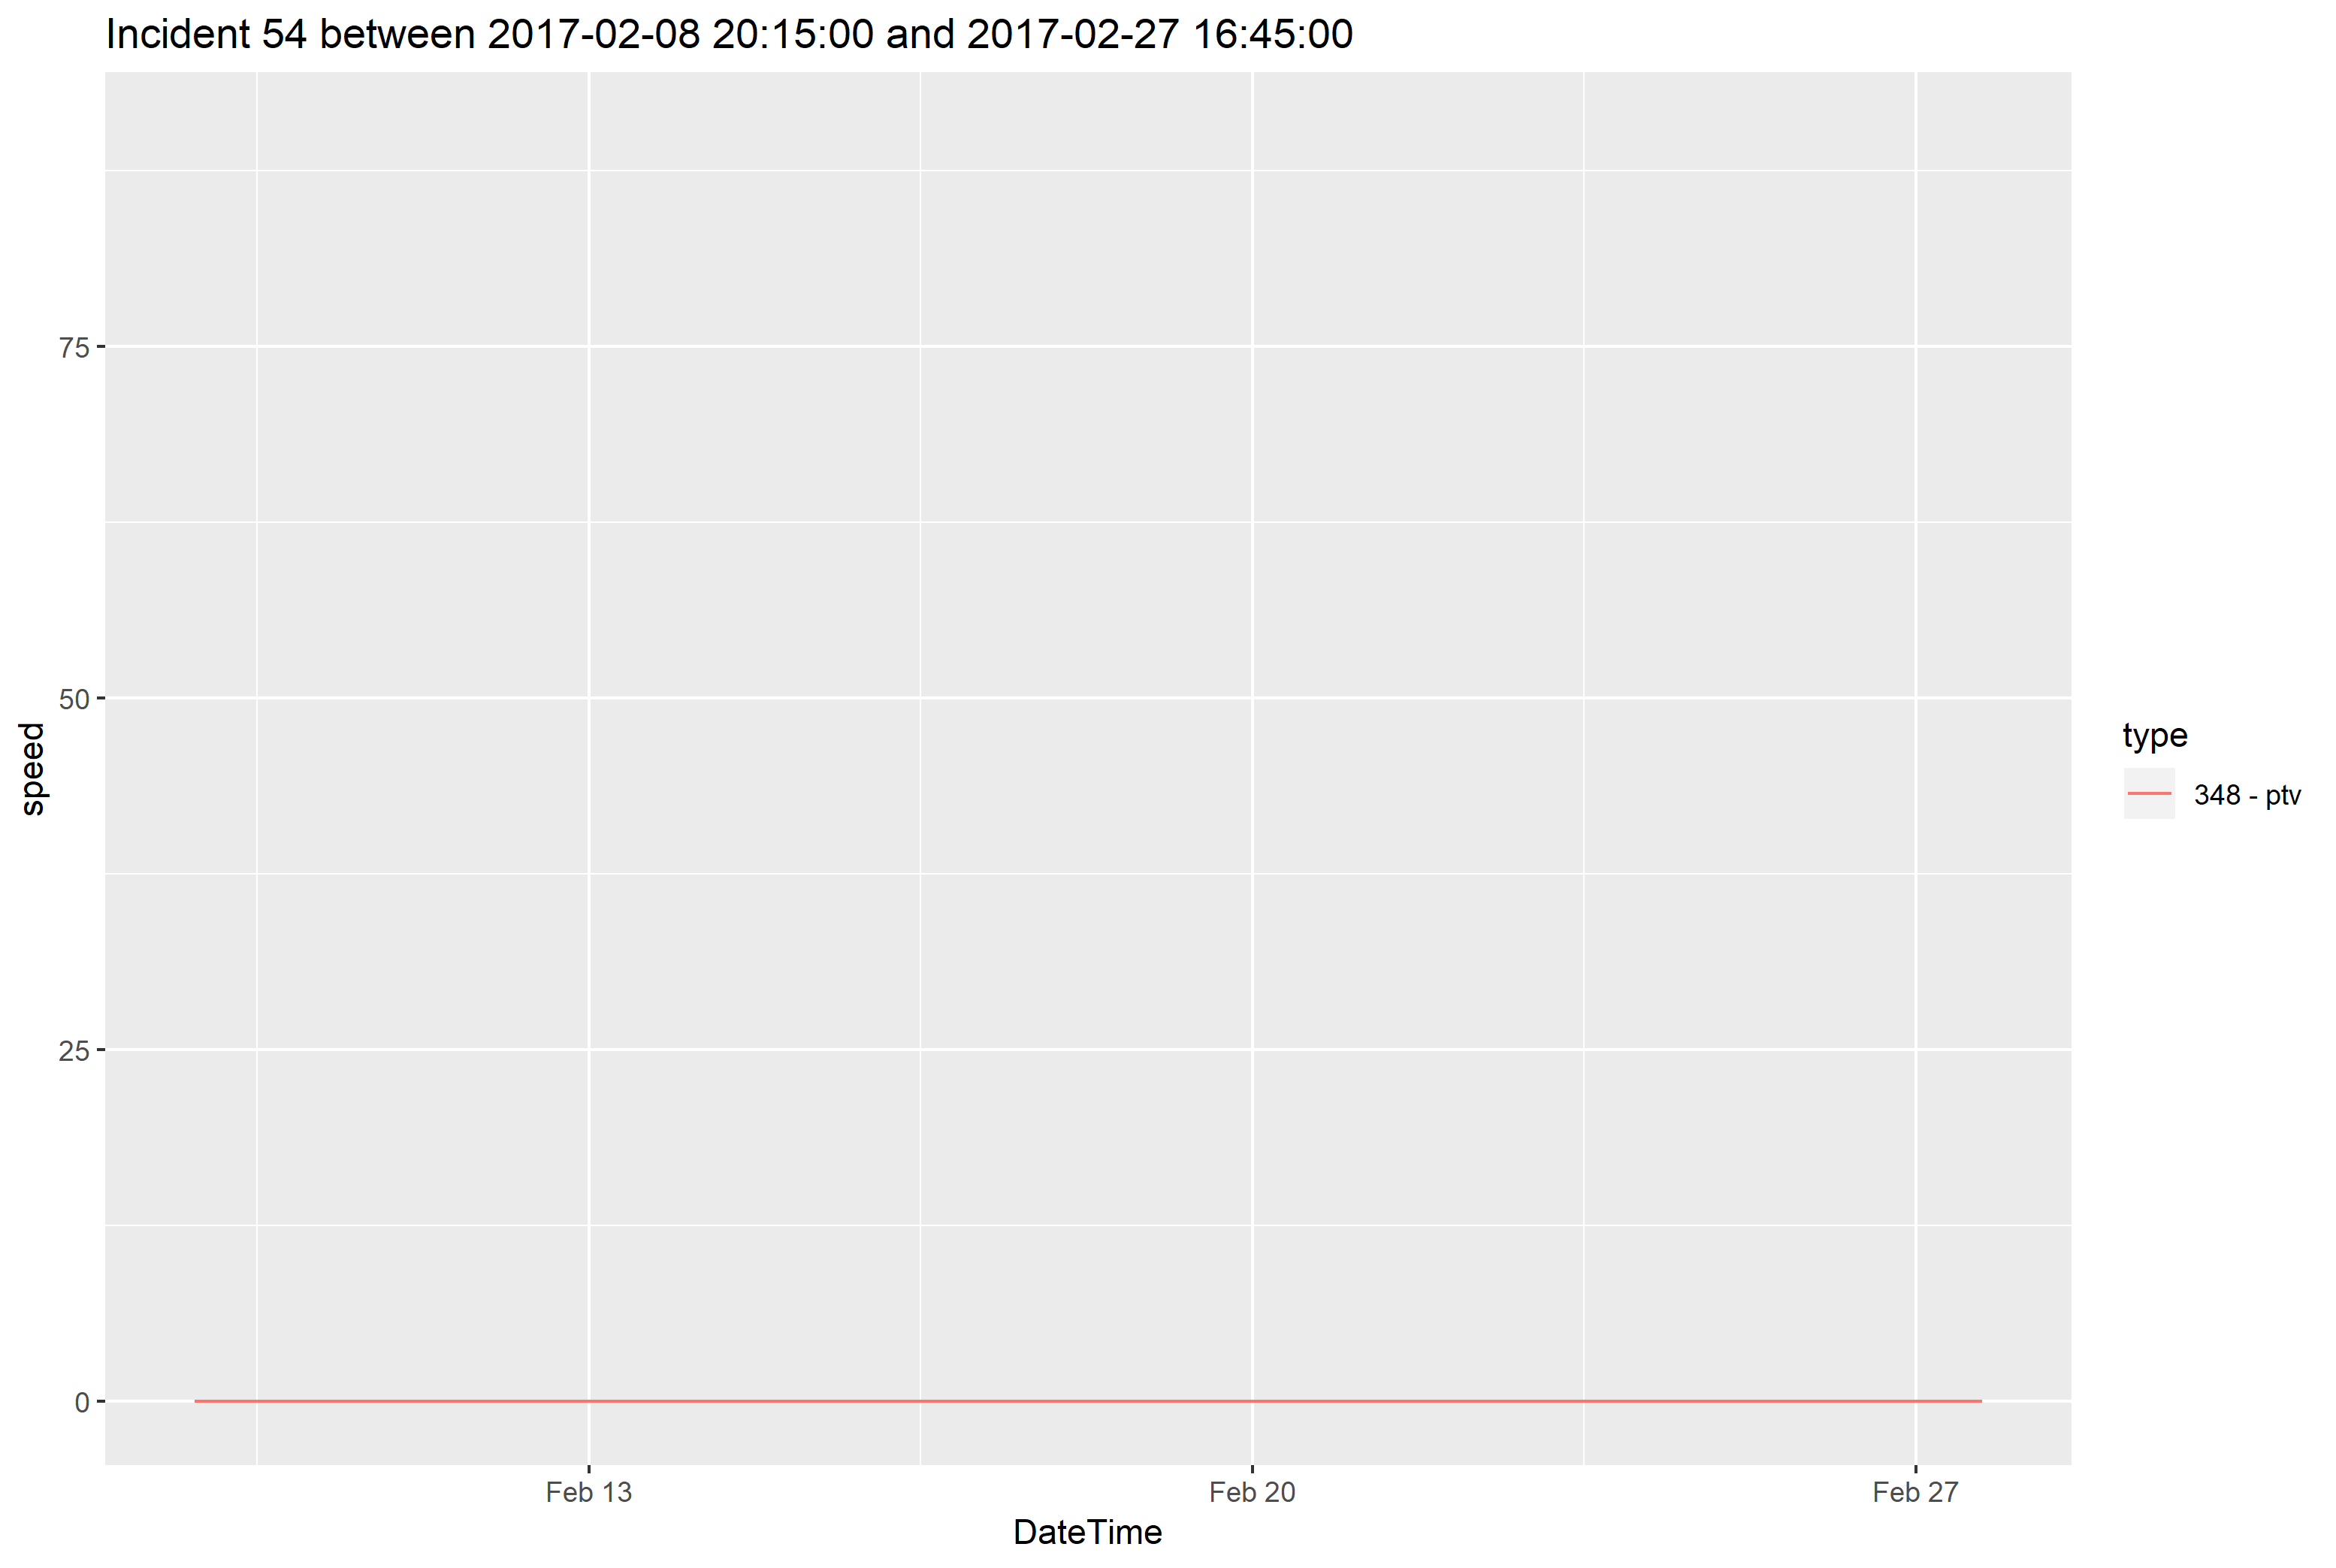 Incident 54 between 2017-02-08 20:15:00 and 2017-02-27 16:45:00
75
50
25
0
speed
Feb 13
Feb 20
Feb 27
DateTime
type
348 - ptv